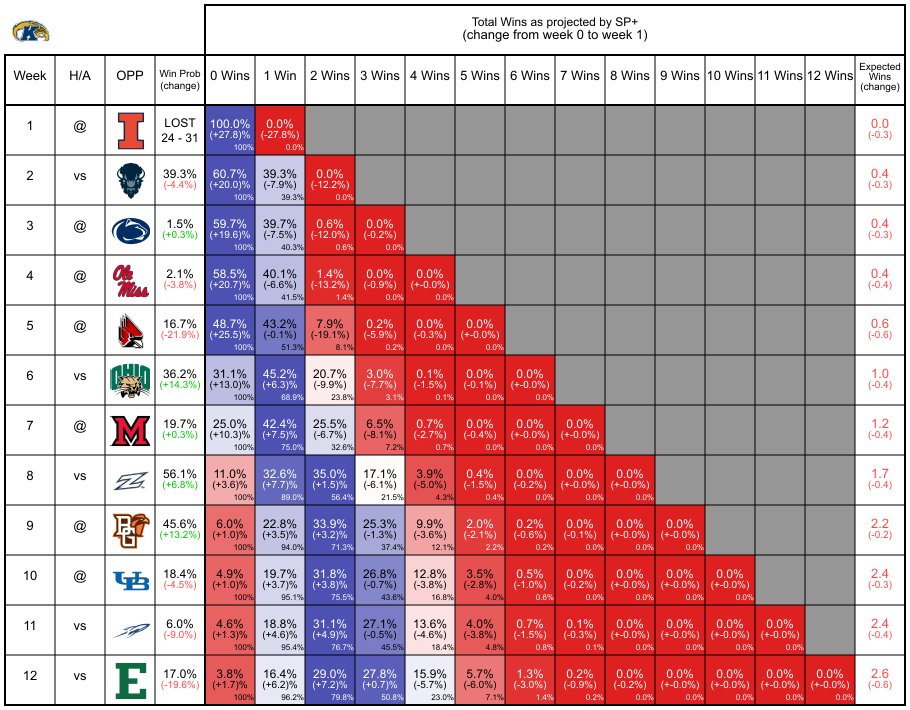 K
Total Wins as projected by SP+
(change from week 0 to week 1)
Week H/A OPP Win Prob (change) 0 Wins 1 Win 2 Wins 3 Wins 4 Wins 5 Wins 6 Wins 7 Wins 8 Wins 9 Wins 10 Wins 11 Wins 12 Wins Expected Wins (change)
1 @ I LOST 100.0% 0.0% 0.0
24 - 31 (+27.8)% (-27.8%) (-0.3)
100% 0.0%
2 vs 39.3% 60.7% 39.3% 0.0% 0.4
(-4.4%) (+20.0)% (-7.9%) (-12.2%) (-0.3)
100% 39.3% 0.0%
3 @ 1.5% 59.7% 39.7% 0.6% 0.0% 0.4
(+0.3%) (+19.6)% (-7.5%) (-12.0%) (-0.2%) (-0.3)
100% 40.3% 0.6% 0.0%
4 @ Ole Miss 2.1% 58.5% 40.1% 1.4% 0.0% 0.0% 0.4
(-3.8%) (+20.7)% (-6.6%) (-13.2%) (-0.9%) (+-0.0%) (-0.4)
100% 41.5% 1.4% 0.0% 0.0%
5 @ 16.7% 48.7% 43.2% 7.9% 0.2% 0.0% 0.0% 0.6
(-21.9%) (+25.5)% (-0.1%) (-19.1%) (-5.9%) (-0.3%) (+-0.0%) (-0.6)
100% 51.3% 8.1% 0.2% 0.0% 0.0%
6 vs OHIO 36.2% 31.1% 45.2% 20.7% 3.0% 0.1% 0.0% 0.0% 1.0
(+14.3%) (+13.0)% (+6.3)% (-9.9%) (-7.7%) (-1.5%) (-0.1%) (+-0.0%) (-0.4)
100% 68.9% 23.8% 3.1% 0.1% 0.0% 0.0%
7 @ M 19.7% 25.0% 42.4% 25.5% 6.5% 0.7% 0.0% 0.0% 0.0% 1.2
(+0.3%) (+10.3)% (+7.5)% (-6.7%) (-8.1%) (-2.7%) (-0.4%) (+-0.0%) (+-0.0%) (-0.4)
100% 75.0% 32.6% 7.2% 0.7% 0.0% 0.0% 0.0%
8 vs 56.1% 11.0% 32.6% 35.0% 17.1% 3.9% 0.4% 0.0% 0.0% 0.0% 1.7
(+6.8%) (+3.6)% (+7.7)% (+1.5)% (-6.1%) (-5.0%) (-1.5%) (-0.2%) (+-0.0%) (+-0.0%) (-0.4)
100% 89.0% 56.4% 21.5% 4.3% 0.4% 0.0% 0.0% 0.0%
9 @ BG 45.6% 6.0% 22.8% 33.9% 25.3% 9.9% 2.0% 0.2% 0.0% 0.0% 0.0% 2.2
(+13.2%) (+1.0)% (+3.5)% (+3.2)% (-1.3%) (-3.6%) (-2.1%) (-0.6%) (-0.1%) (+-0.0%) (+-0.0%) (-0.2)
100% 94.0% 71.3% 37.4% 12.1% 2.2% 0.2% 0.0% 0.0% 0.0%
10 @ UB 18.4% 4.9% 19.7% 31.8% 26.8% 12.8% 3.5% 0.5% 0.0% 0.0% 0.0% 0.0% 2.4
(-4.5%) (+1.0)% (+3.7)% (+3.8)% (-0.7%) (-3.8%) (-2.8%) (-1.0%) (-0.2%) (+-0.0%) (+-0.0%) (+-0.0%) (-0.3)
100% 95.1% 75.5% 43.6% 16.8% 4.0% 0.6% 0.0% 0.0% 0.0% 0.0%
11 vs 6.0% 4.6% 18.8% 31.1% 27.1% 13.6% 4.0% 0.7% 0.1% 0.0% 0.0% 0.0% 0.0% 2.4
(-9.0%) (+1.3)% (+4.6)% (+4.9)% (-0.5%) (-4.6%) (-3.8%) (-1.5%) (-0.3%) (+-0.0%) (+-0.0%) (+-0.0%) (+-0.0%) (-0.4)
100% 95.4% 76.7% 45.5% 18.4% 4.8% 0.8% 0.1% 0.0% 0.0% 0.0% 0.0%
12 vs E 17.0% 3.8% 16.4% 29.0% 27.8% 15.9% 5.7% 1.3% 0.2% 0.0% 0.0% 0.0% 0.0% 0.0% 2.6
(-19.6%) (+1.7)% (+6.2)% (+7.2)% (+0.7)% (-5.7%) (-6.0%) (-3.0%) (-0.9%) (-0.2%) (+-0.0%) (+-0.0%) (+-0.0%) (+-0.0%) (-0.6)
100% 96.2% 79.8% 50.8% 23.0% 7.1% 1.4% 0.2% 0.0% 0.0% 0.0% 0.0% 0.0%